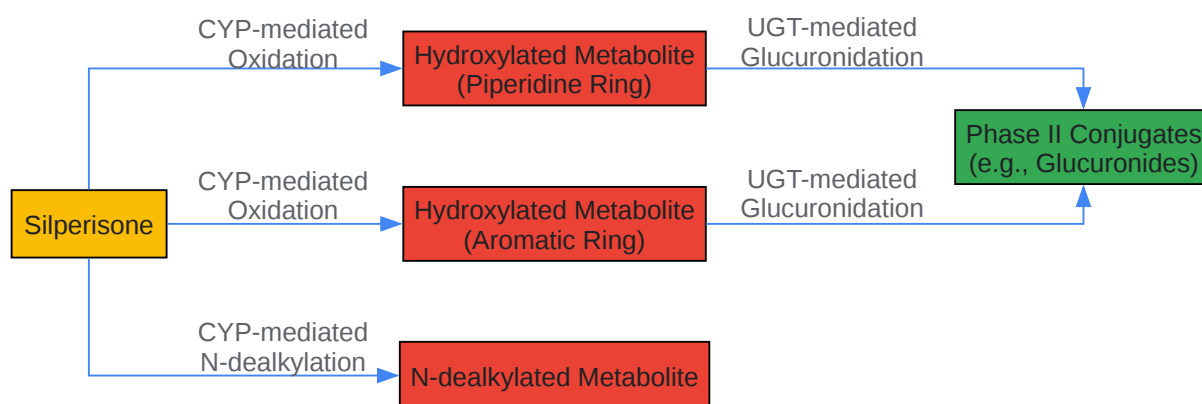 CYP-mediated
Oxidation
Hydroxylated Metabolite
(Piperidine Ring)
UGT-mediated
Glucuronidation
Phase II Conjugates
(e.g., Glucuronides)
Silperisone
CYP-mediated
Oxidation
Hydroxylated Metabolite
(Aromatic Ring)
UGT-mediated
Glucuronidation
CYP-mediated
N-dealkylation
N-dealkylated Metabolite